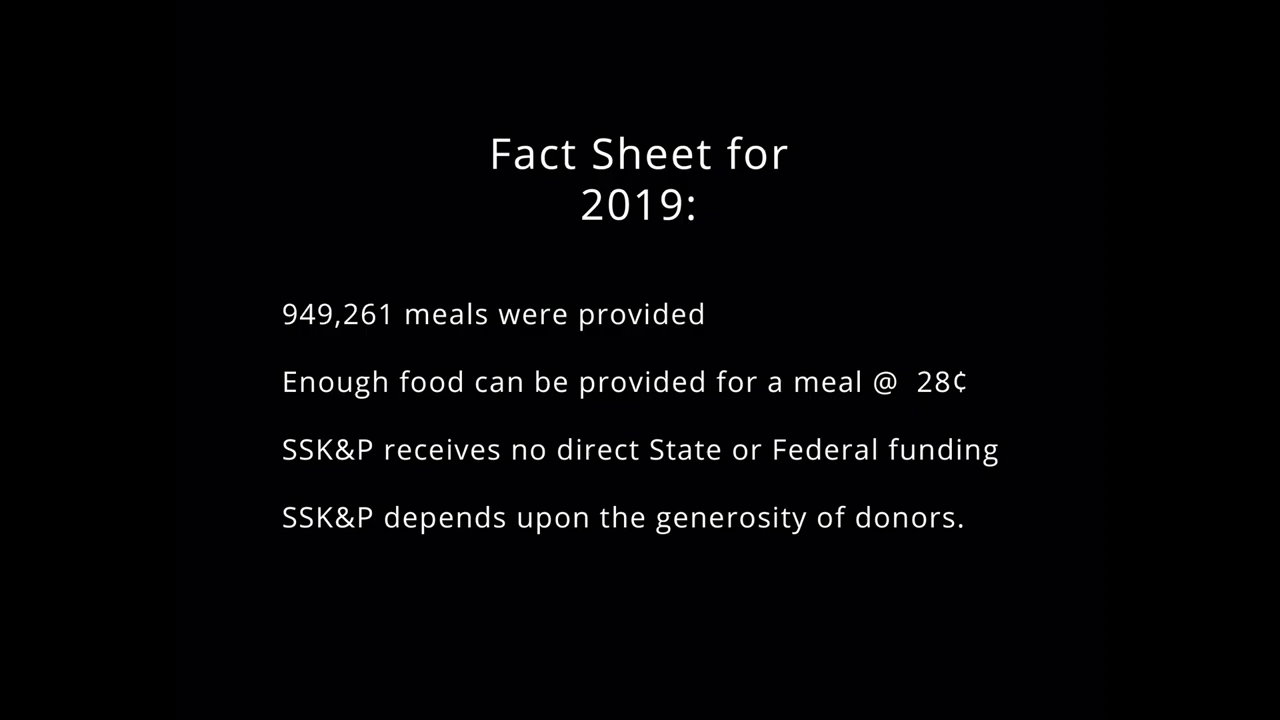 Fact Sheet for
2019:
949,261 meals were provided
Enough food can be provided for a meal @  28¢
SSK&P receives no direct State or Federal funding
SSK&P depends upon the generosity of donors.